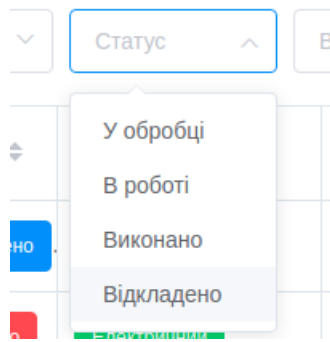 Статус
У обробці
В роботі
Виконано
Відкладено